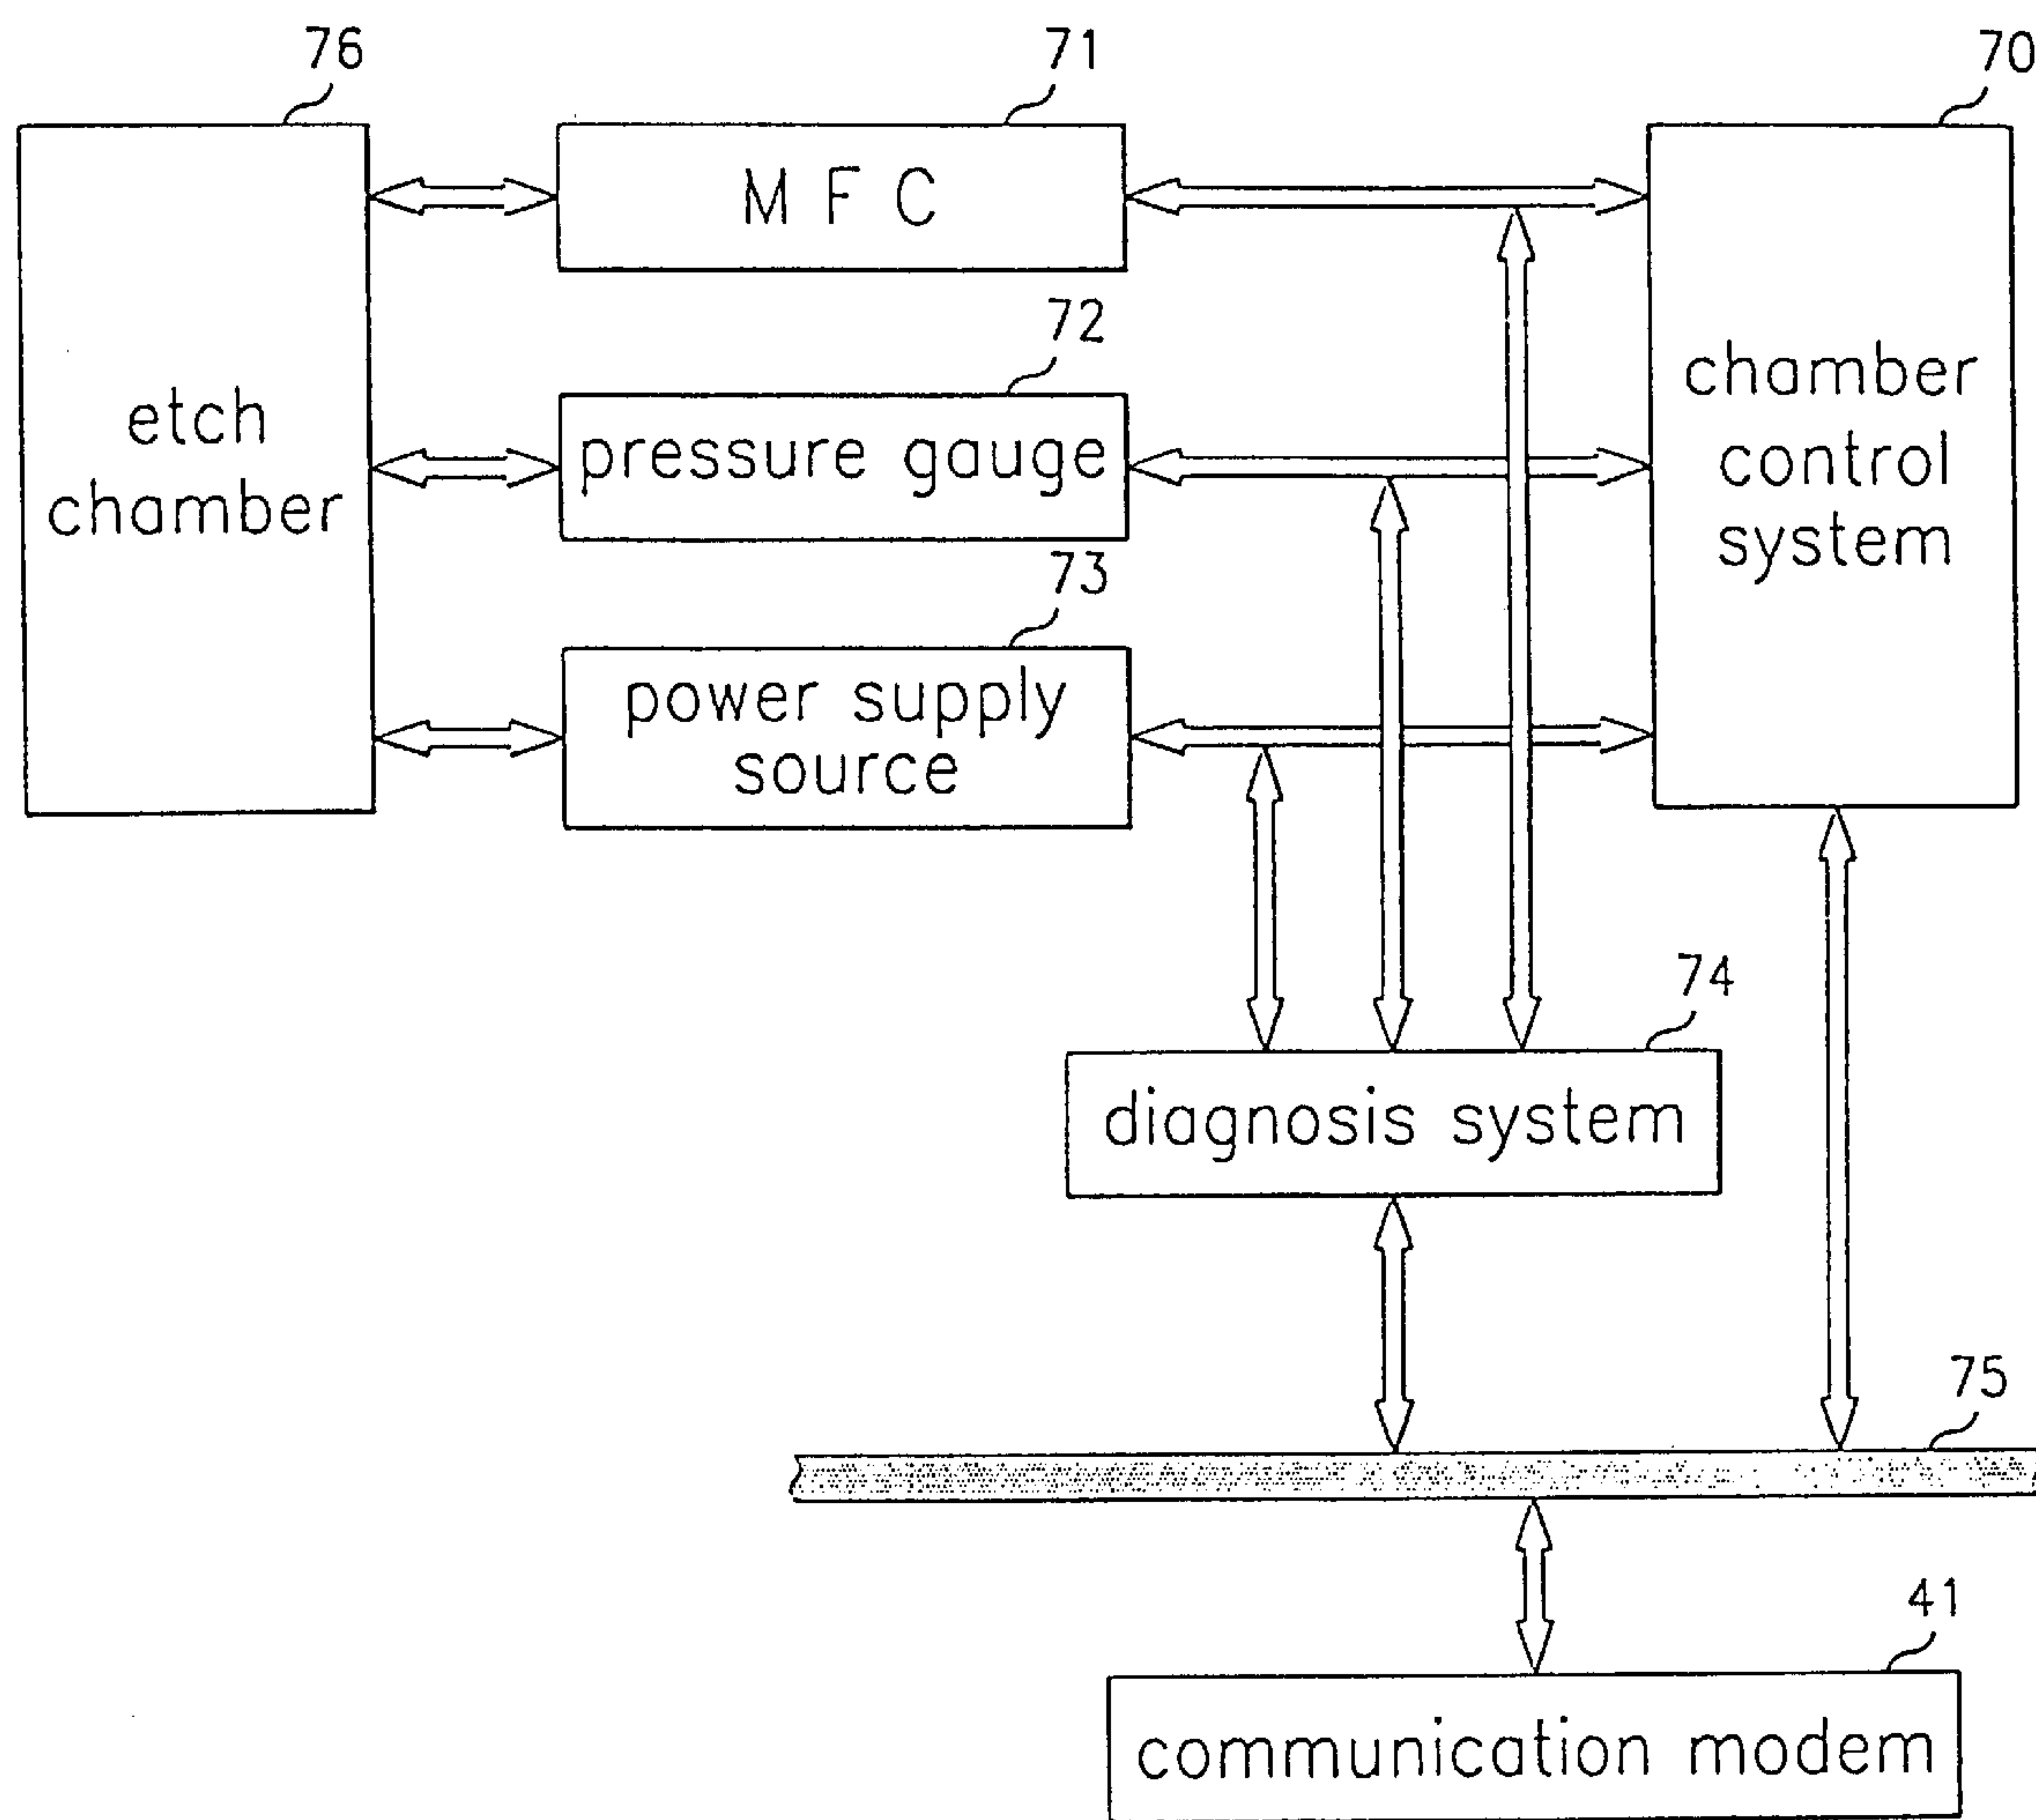 76
71
70
M F C
72
etch
chamber
pressure gauge
chamber
control
system
73
power supply
source
74
diagnosis system
75
41
communication modem